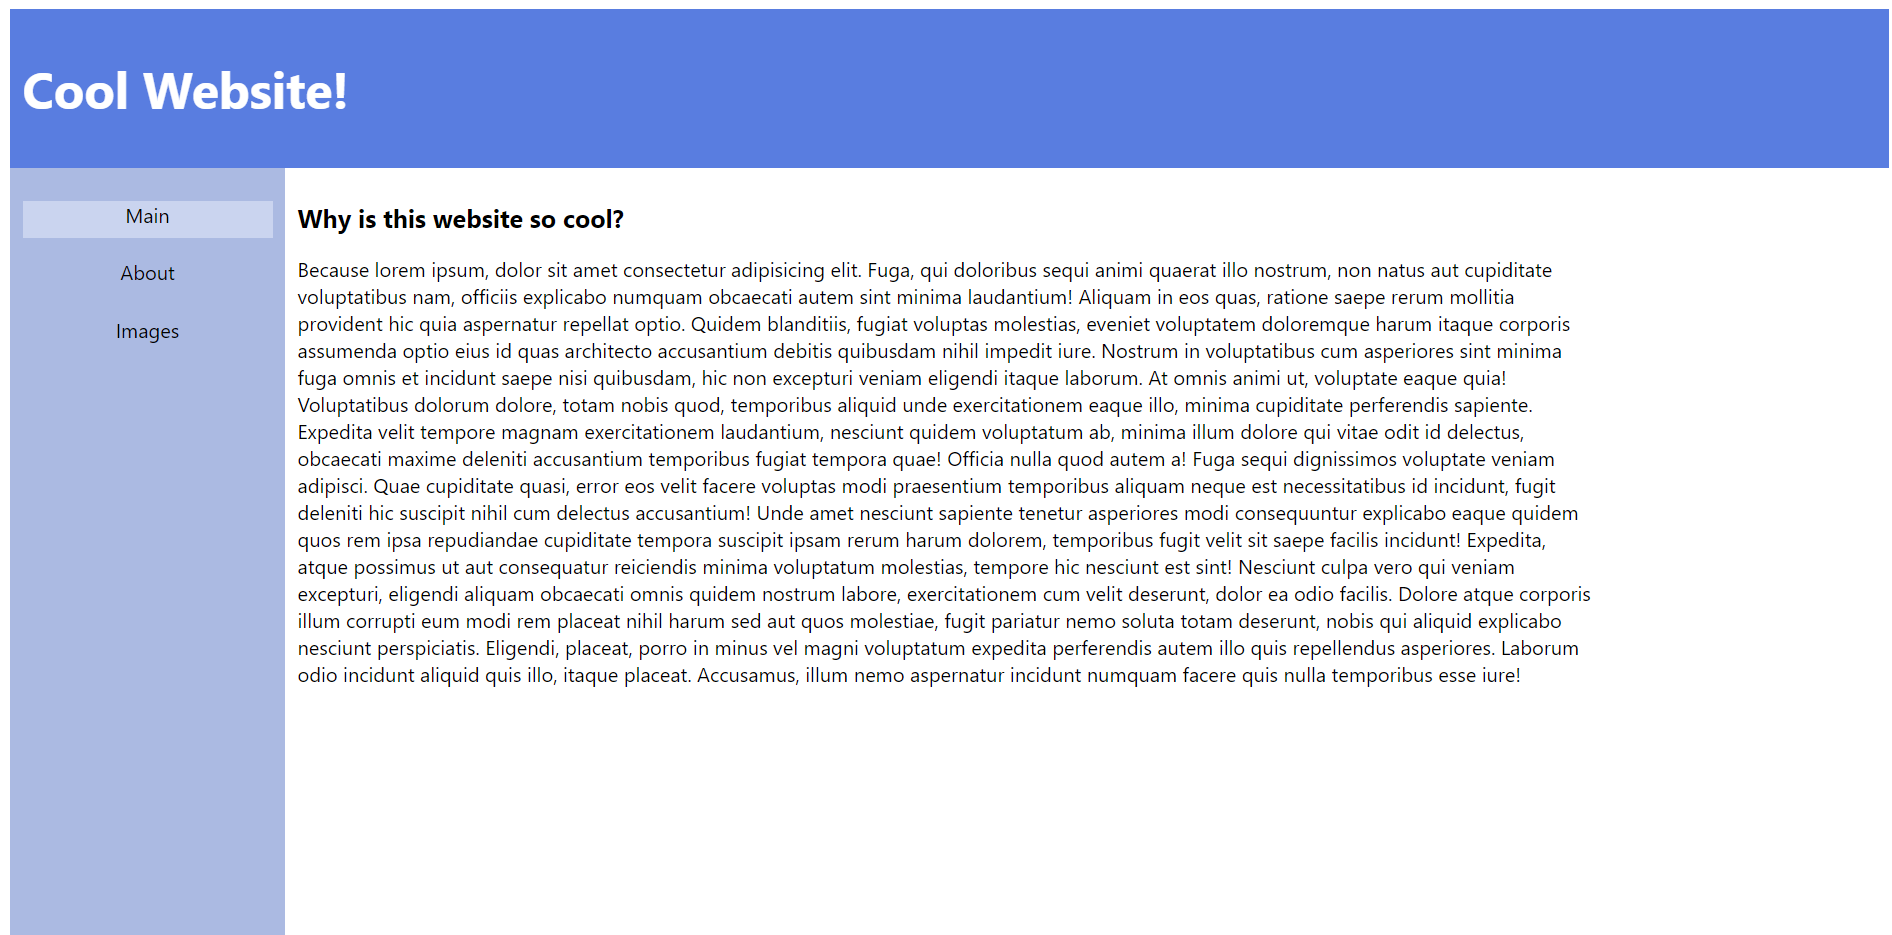 Cool Website!
Main
About
Images
Why is this website so cool?
Because lorem ipsum, dolor sit amet consectetur adipisicing elit. Fuga, qui doloribus sequi animi quaerat illo nostrum, non natus aut cupiditate
voluptatibus nam, officiis explicabo numquam obcaecati autem sint minima laudantium! Aliquam in eos quas, ratione saepe rerum mollitia
provident hic quia aspernatur repellat optio. Quidem blanditiis, fugiat voluptas molestias, eveniet voluptatem doloremque harum itaque corporis
assumenda optio eius id quas architecto accusantium debitis quibusdam nihil impedit iure. Nostrum in voluptatibus cum asperiores sint minima
fuga omnis et incidunt saepe nisi quibusdam, hic non excepturi veniam eligendi itaque laborum. At omnis animi ut, voluptate eaque quia!
Voluptatibus dolorum dolore, totam nobis quod, temporibus aliquid unde exercitationem eaque illo, minima cupiditate perferendis sapiente.
Expedita velit tempore magnam exercitationem laudantium, nesciunt quidem voluptatum ab, minima illum dolore qui vitae odit id delectus,
obcaecati maxime deleniti accusantium temporibus fugiat tempora quae! Officia nulla quod autem a! Fuga sequi dignissimos voluptate veniam
adipisci. Quae cupiditate quasi, error eos velit facere voluptas modi praesentium temporibus aliquam neque est necessitatibus id incidunt, fugit
deleniti hic suscipit nihil cum delectus accusantium! Unde amet nesciunt sapiente tenetur asperiores modi consequuntur explicabo eaque quidem
quos rem ipsa repudiandae cupiditate tempora suscipit ipsam rerum harum dolorem, temporibus fugit velit sit saepe facilis incidunt! Expedita,
atque possimus ut aut consequatur reiciendis minima voluptatum molestias, tempore hic nesciunt est sint! Nesciunt culpa vero qui veniam
excepturi, eligendi aliquam obcaecati omnis quidem nostrum labore, exercitationem cum velit deserunt, dolor ea odio facilis. Dolore atque corporis
illum corrupti eum modi rem placeat nihil harum sed aut quos molestiae, fugit pariatur nemo soluta totam deserunt, nobis qui aliquid explicabo
nesciunt perspiciatis. Eligendi, placeat, porro in minus vel magni voluptatum expedita perferendis autem illo quis repellendus asperiores. Laborum
odio incidunt aliquid quis illo, itaque placeat. Accusamus, illum nemo aspernatur incidunt numquam facere quis nulla temporibus esse iure!